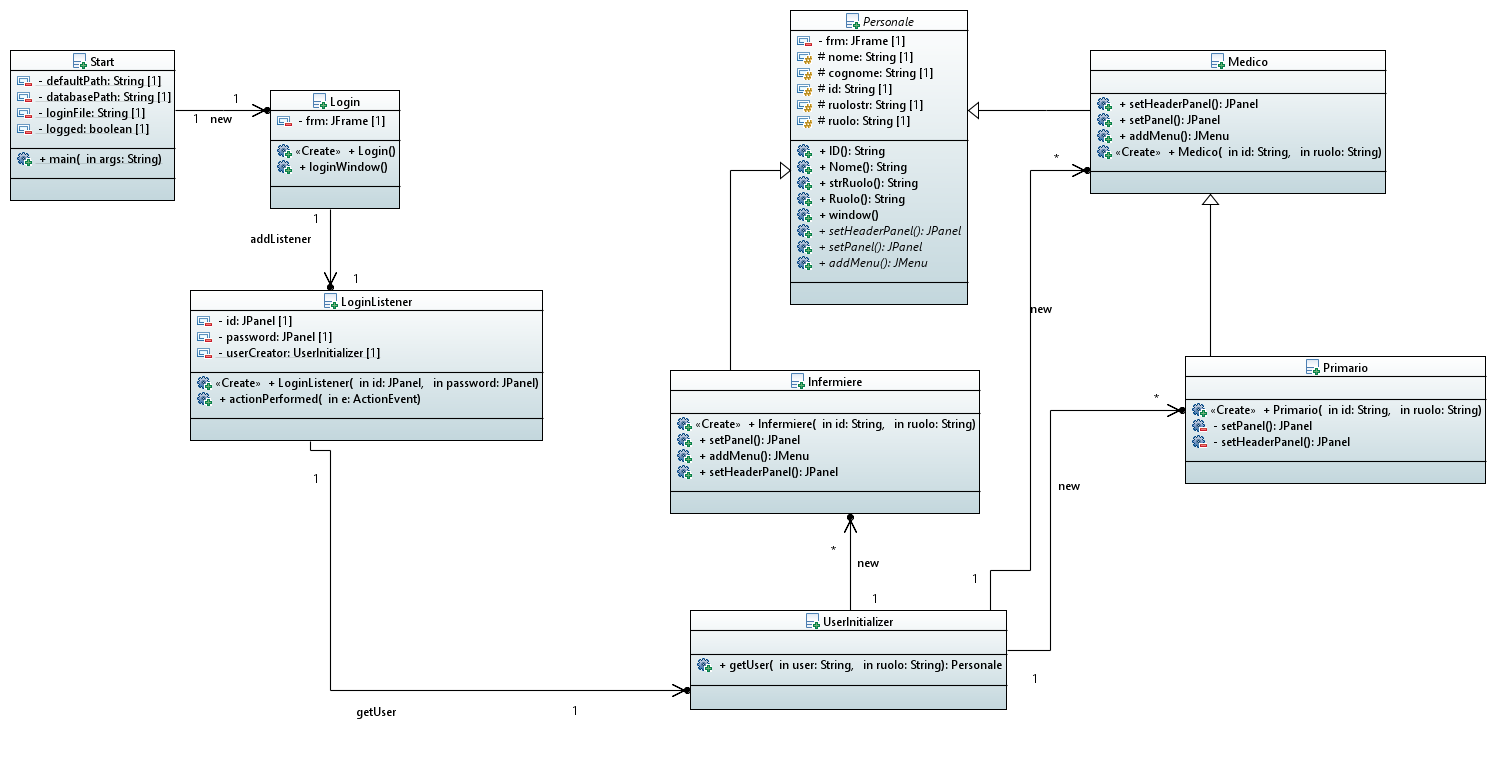 Start
- defaultPath: String [1]
- databasePath: String [1]
- loginFile: String [1]
- logged: boolean [1]
+ main(  in args: String)
1
1
new
Login
- frm: JFrame [1]
«Create»  + Login()
+ loginWindow()
1
addListener
1
LoginListener
- id: JPanel [1]
- password: JPanel [1]
- userCreator: UserInitializer [1]
«Create»  + LoginListener(  in id: JPanel,   in password: JPanel)
+ actionPerformed(  in e: ActionEvent)
1
getUser
1
Personale
- frm: JFrame [1]
# nome: String [1]
# cognome: String [1]
# id: String [1]
# ruolostr: String [1]
# ruolo: String [1]
+ ID(): String
+ Nome(): String
+ strRuolo(): String
+ Ruolo(): String
+ window()
+ setHeaderPanel(): JPanel
+ setPanel(): JPanel
+ addMenu(): JMenu
Medico
+ setHeaderPanel(): JPanel
+ setPanel(): JPanel
+ addMenu(): JMenu
«Create»  + Medico(  in id: String,   in ruolo: String)
*
new
1
Infermiere
«Create»  + Infermiere(  in id: String,   in ruolo: String)
+ setPanel(): JPanel
+ addMenu(): JMenu
+ setHeaderPanel(): JPanel
*
new
1
Primario
«Create»  + Primario(  in id: String,   in ruolo: String)
- setPanel(): JPanel
- setHeaderPanel(): JPanel
*
new
1
UserInitializer
+ getUser(  in user: String,   in ruolo: String): Personale